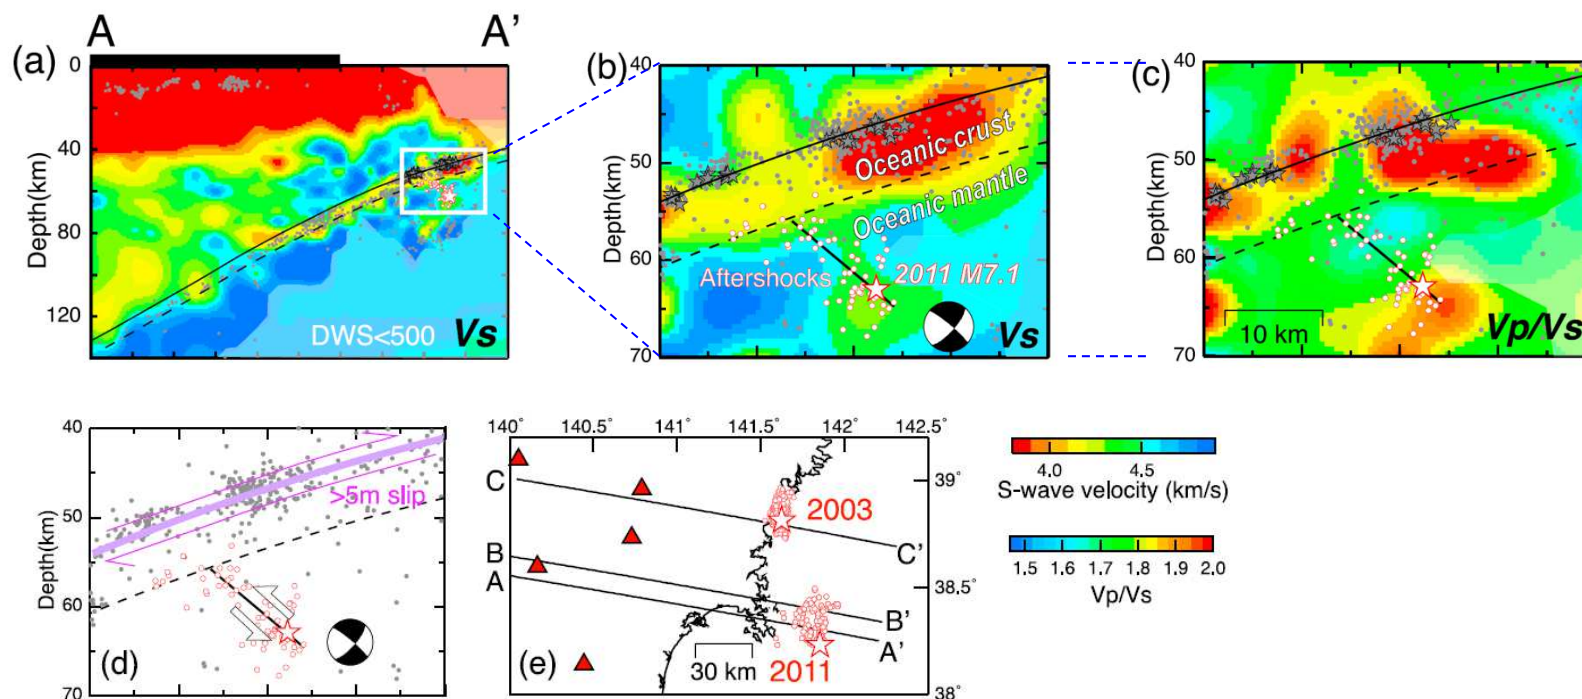 A
A'
(a)
0
40
80
120
Depth(km)
DWS<500
Vs
(b)
40
50
60
70
Depth(km)
Oceanic crust
Oceanic mantle
Aftershocks
2011 M7.1
Vs
(c)
40
50
60
70
10 km
Vp/Vs
(d)
40
50
60
70
Depth(km)
>5m slip
(e)
140
140.5
141
141.5
142
142.5
39°
38.5°
38°
C
B
A
C'
B'
A'
2003
2011
30 km
4.0
4.5
S-wave velocity (km/s)
1.5
1.6
1.7
1.8
1.9
2.0
Vp/Vs